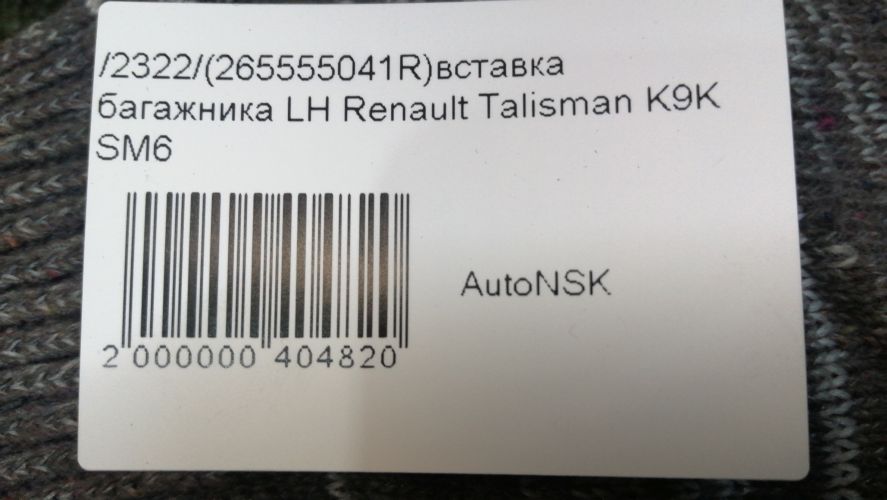 /2322/(265555041R)вставка
багажника LH Renault Talisman K9K
SM6
AutoNSK
2 000000 404820